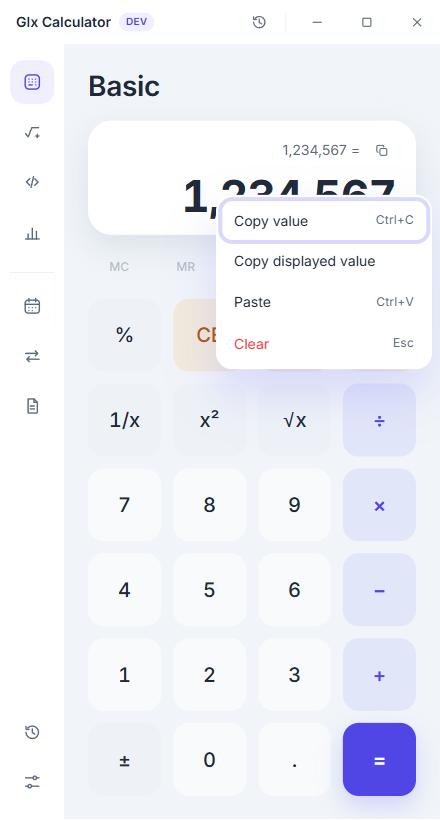 Glx Calculator DEV
Basic
1,234,567 =
1,234,567
Copy value Ctrl+C
Copy displayed value
Paste Ctrl+V
Clear Esc
MC MR
% CE
1/x x² √x ÷
7 8 9 ×
4 5 6 −
1 2 3 +
± 0 . =